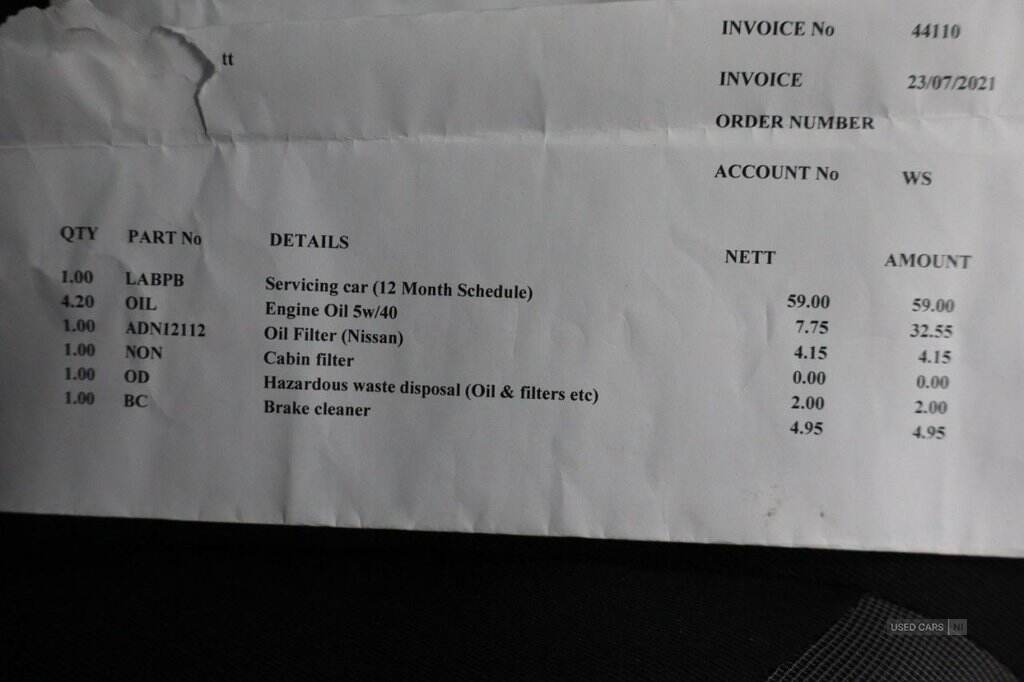 INVOICE No 44110
tt
INVOICE 23/07/2021
ORDER NUMBER
ACCOUNT No WS
QTY PART No DETAILS NETT AMOUNT
1.00 LABPB Servicing car (12 Month Schedule) 59.00 59.00
4.20 OIL Engine Oil 5w/40 7.75 32.55
1.00 ADN12112 Oil Filter (Nissan) 4.15 4.15
1.00 NON Cabin filter 0.00 0.00
1.00 OD Hazardous waste disposal (Oil & filters etc) 2.00 2.00
1.00 BC Brake cleaner 4.95 4.95
USED CARS NI